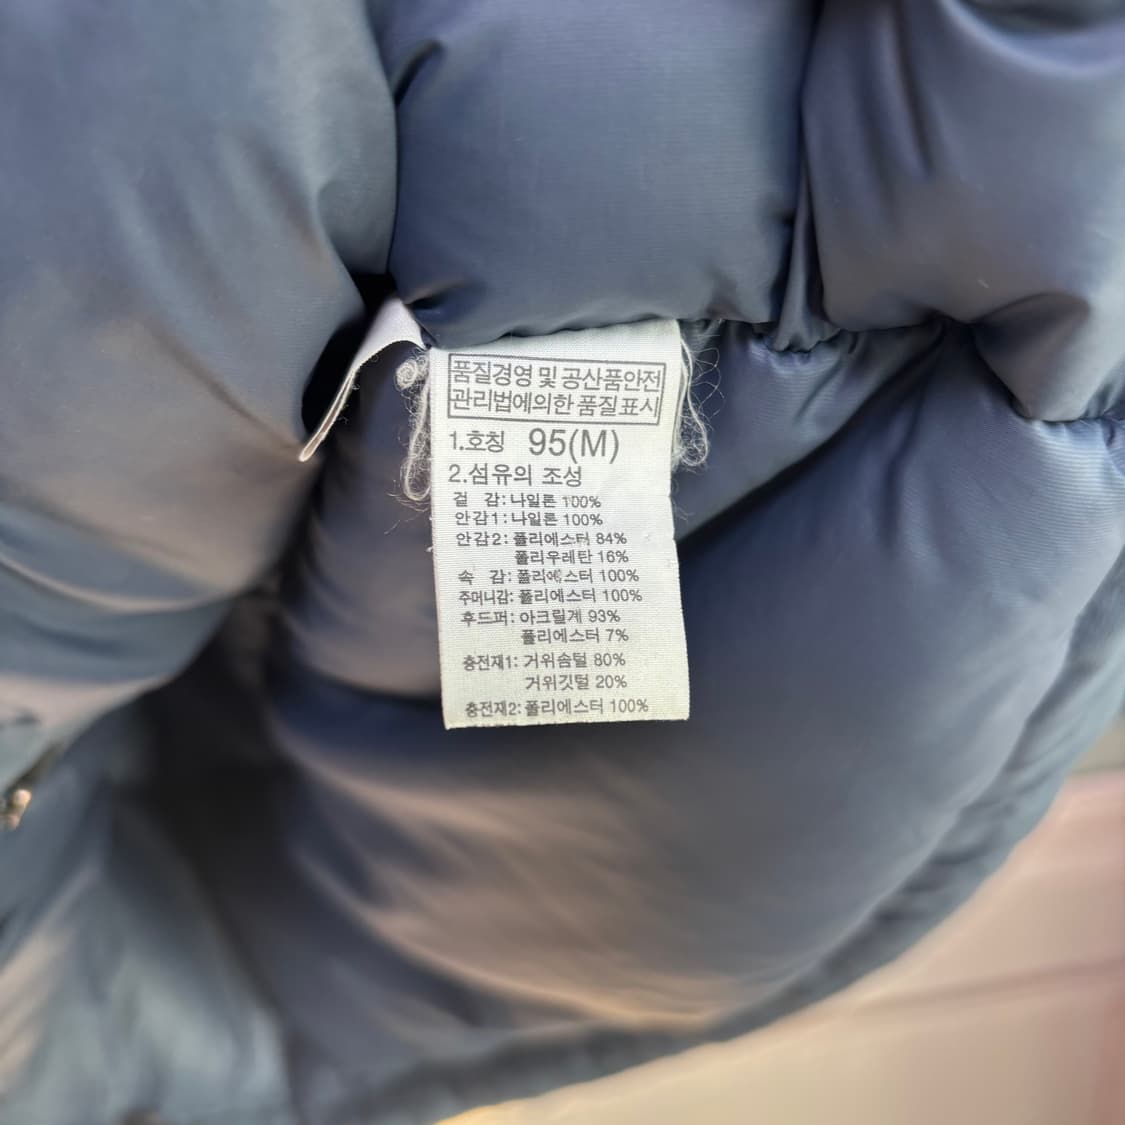 품질경영 및 공산품안전
관리법에의한 품질표시
1.호칭 95(M)
2.섬유의 조성
겉 감: 나일론 100%
안감1: 나일론 100%
안감2: 폴리에스터 84%
폴리우레탄 16%
속 감: 폴리에스터 100%
주머니감: 폴리에스터 100%
후드퍼: 아크릴계 93%
폴리에스터 7%
충전재1: 거위솜털 80%
거위깃털 20%
충전재2: 폴리에스터 100%